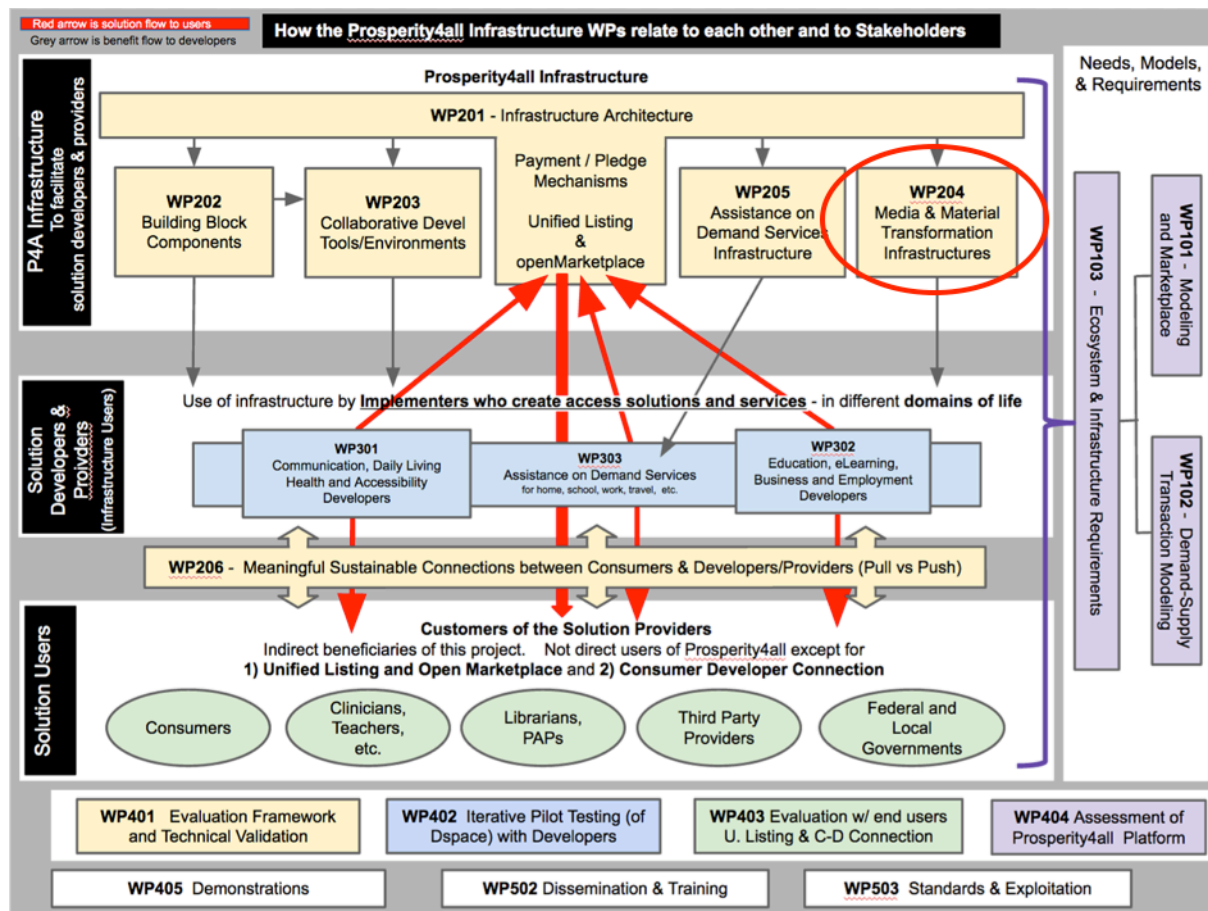 Red arrow is solution flow to users
Grey arrow is benefit flow to developers
How the Prosperity4all Infrastructure WPs relate to each other and to Stakeholders
P4A Infrastructure
To facilitate
solution developers & providers
Prosperity4all Infrastructure
WP201 - Infrastructure Architecture
WP202
Building Block
Components
WP203
Collaborative Devel
Tools/Environments
Payment / Pledge
Mechanisms
Unified Listing
&
openMarketplace
WP205
Assistance on
Demand Services
Infrastructure
WP204
Media & Material
Transformation
Infrastructures
Needs, Models,
& Requirements
WP103 - Ecosystem & Infrastructure Requirements
WP101 - Modeling
and Marketplace
WP102 - Demand-Supply
Transaction Modeling
Solution
Developers &
Proivders
(Infrastructure Users)
Use of infrastructure by Implementers who create access solutions and services - in different domains of life
WP301
Communication, Daily Living
Health and Accessibility
Developers
WP303
Assistance on Demand Services
for home, school, work, travel, etc.
WP302
Education, eLearning,
Business and Employment
Developers
WP206 - Meaningful Sustainable Connections between Consumers & Developers/Providers (Pull vs Push)
Solution Users
Customers of the Solution Providers
Indirect beneficiaries of this project. Not direct users of Prosperity4all except for
1) Unified Listing and Open Marketplace and 2) Consumer Developer Connection
Consumers
Clinicians,
Teachers,
etc.
Librarians,
PAPs
Third Party
Providers
Federal and
Local
Governments
WP401 Evaluation Framework
and Technical Validation
WP402 Iterative Pilot Testing (of
Dspace) with Developers
WP403 Evaluation w/ end users
U. Listing & C-D Connection
WP404 Assessment of
Prosperity4all Platform
WP405 Demonstrations
WP502 Dissemination & Training
WP503 Standards & Exploitation